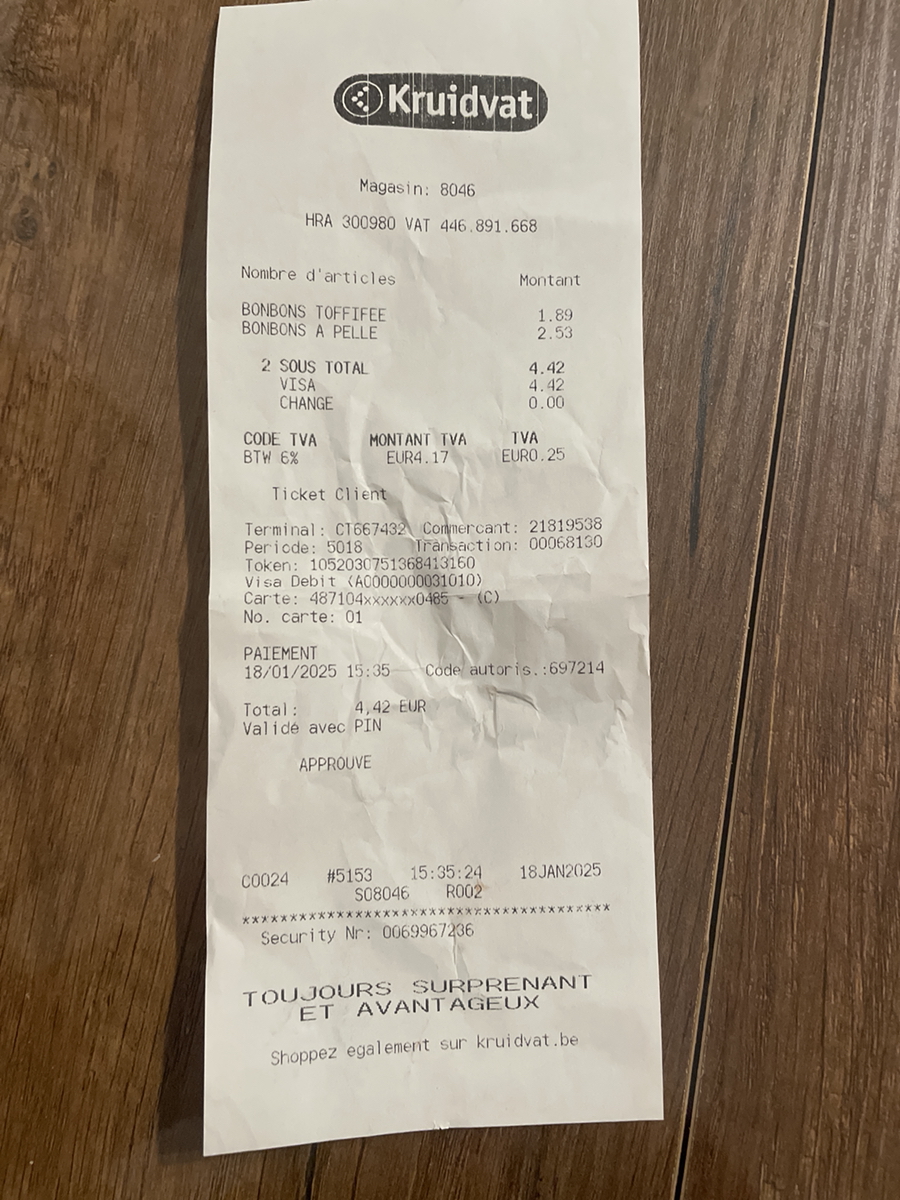 Kruidvat
Magasin: 8046
HRA 300980 VAT 446.891.668
Nombre d'articles Montant
BONBONS TOFFIFEE 1.89
BONBONS A PELLE 2.53
2 SOUS TOTAL 4.42
VISA 4.42
CHANGE 0.00
CODE TVA MONTANT TVA TVA
BTW 6% EUR4.17 EUR0.25
Ticket Client
Terminal: CT667432 Commercant: 21819538
Periode: 5018 Transaction: 00068130
Token: 1052030751368413160
Visa Debit (A0000000031010)
Carte: 487104xxxxxx0485 - (C)
No. carte: 01
PAIEMENT
18/01/2025 15:35 Code autoris.:697214
Total: 4,42 EUR
Validé avec PIN
APPROUVE
C0024 #5153 15:35:24 18JAN2025
S08046 R002
****************************************
Security Nr: 0069967236
TOUJOURS SURPRENANT
ET AVANTAGEUX
Shoppez egalement sur kruidvat.be